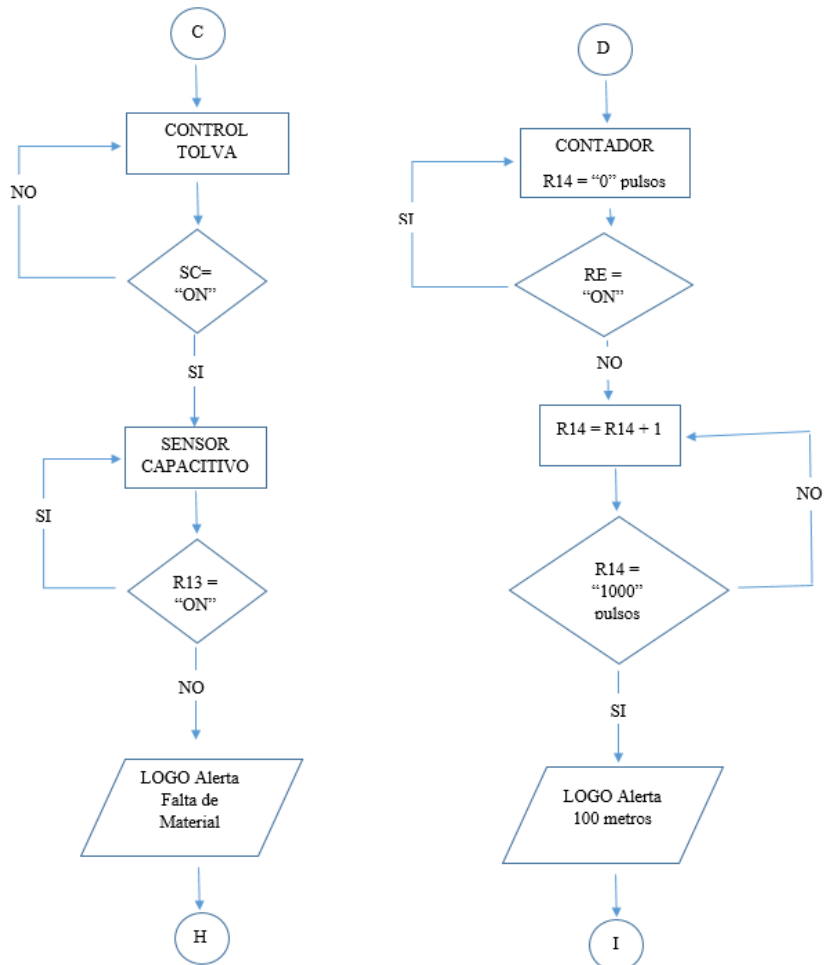 C
CONTROL
TOLVA
NO
SC=
“ON”
SI
SENSOR
CAPACITIVO
SI
R13 =
“ON”
NO
LOGO Alerta
Falta de
Material
H
D
CONTADOR
R14 = “0” pulsos
SI
RE =
“ON”
NO
R14 = R14 + 1
NO
R14 =
“1000”
pulsos
SI
LOGO Alerta
100 metros
I